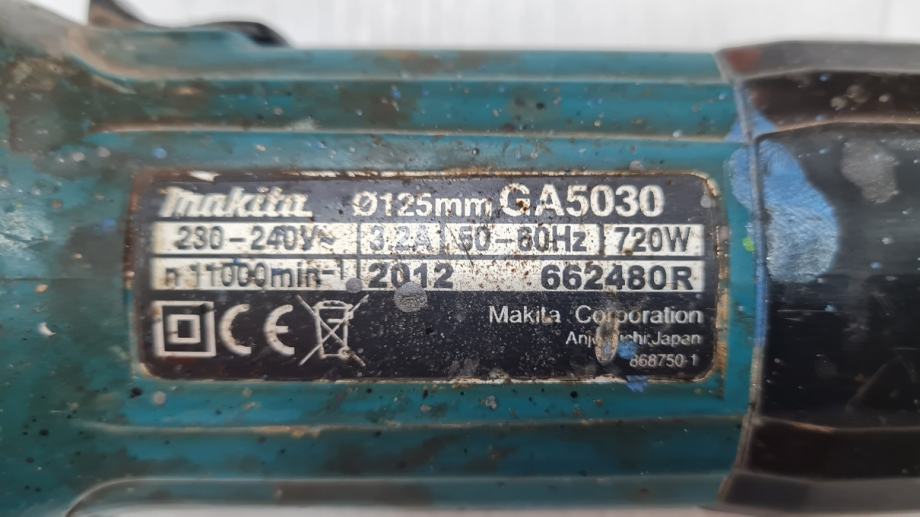 makita Ø125mm GA5030
230-240V~ 3,2A 50-60Hz 720W
n 11000min-1 2012 662480R
CE
Makita Corporation
Japan
868750-1